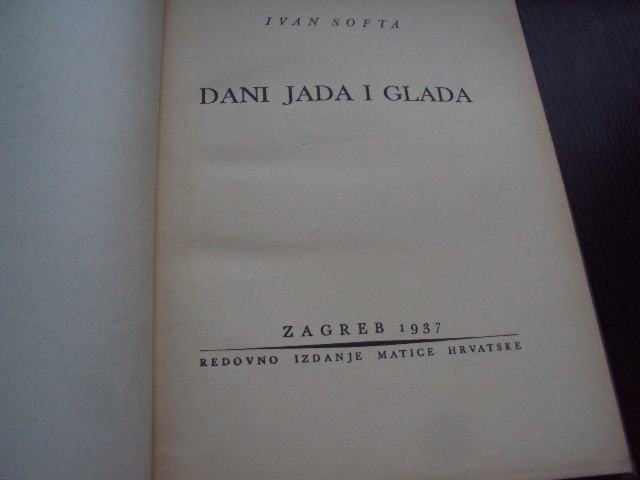 IVAN SOFTA
DANI JADA I GLADA
ZAGREB 1937
REDOVNO IZDANJE MATICE HRVATSKE